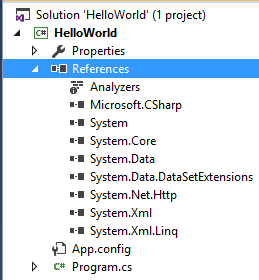 Solution 'HelloWorld' (1 project)
C# HelloWorld
Properties
References
Analyzers
Microsoft.CSharp
System
System.Core
System.Data
System.Data.DataSetExtensions
System.Net.Http
System.Xml
System.Xml.Linq
App.config
C# Program.cs